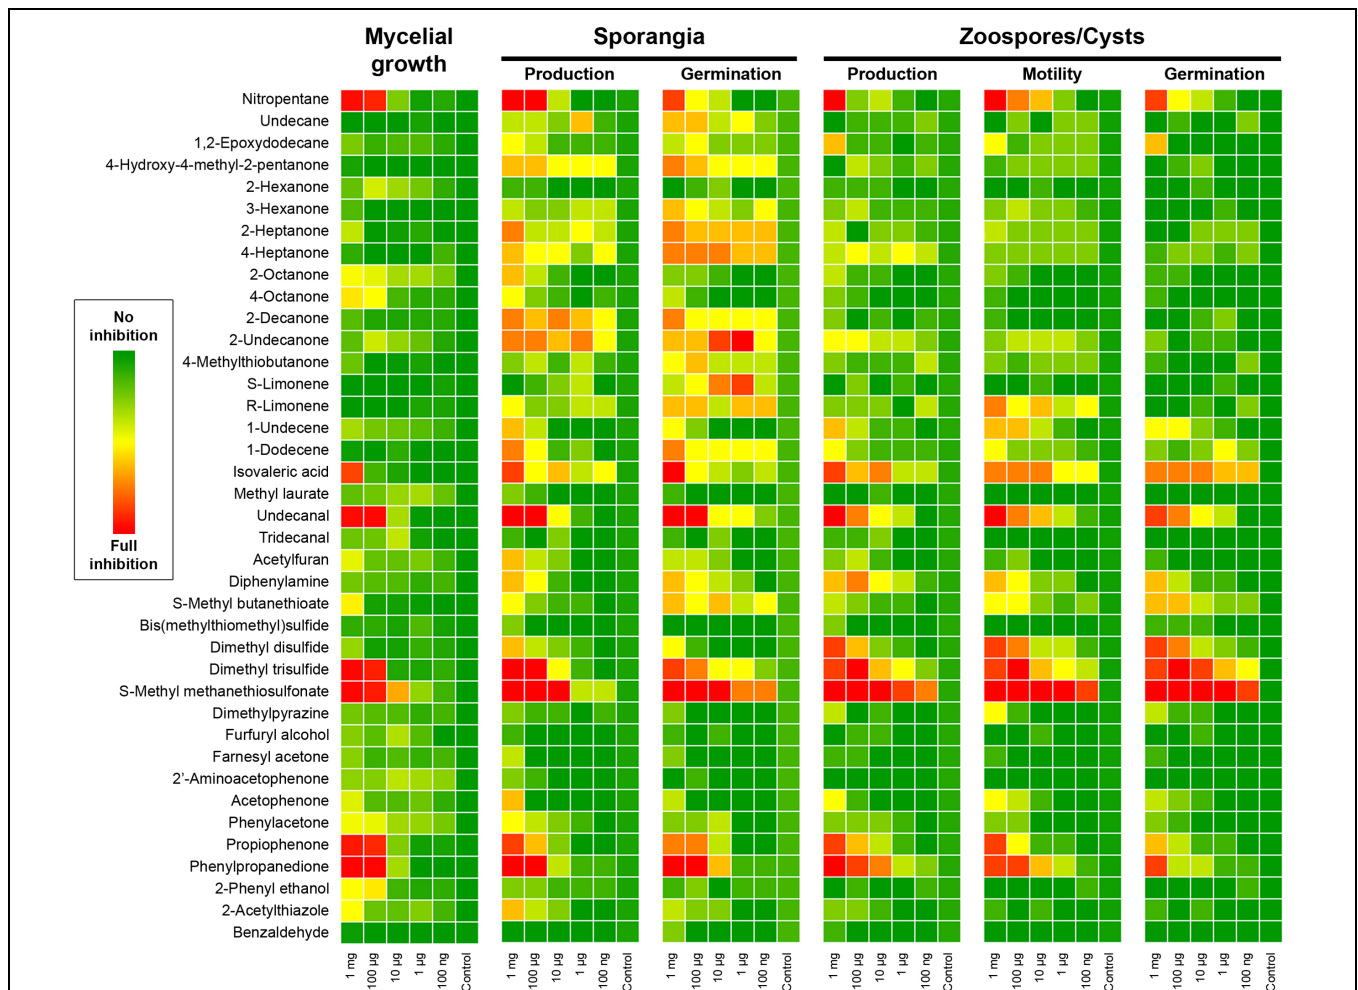 Mycelial
growth
Sporangia
Zoospores/Cysts
Production
Germination
Production
Motility
Germination
Nitropentane
Undecane
1,2-Epoxydodecane
4-Hydroxy-4-methyl-2-pentanone
2-Hexanone
3-Hexanone
2-Heptanone
4-Heptanone
2-Octanone
4-Octanone
2-Decanone
2-Undecanone
4-Methylthiobutanone
S-Limonene
R-Limonene
1-Undecene
1-Dodecene
Isovaleric acid
Methyl laurate
Undecanal
Tridecanal
Acetylfuran
Diphenylamine
S-Methyl butanethioate
Bis(methylthiomethyl)sulfide
Dimethyl disulfide
Dimethyl trisulfide
S-Methyl methanethiosulfonate
Dimethylpyrazine
Furfuryl alcohol
Farnesyl acetone
2'-Aminoacetophenone
Acetophenone
Phenylacetone
Propiophenone
Phenylpropanedione
2-Phenyl ethanol
2-Acetylthiazole
Benzaldehyde
No
inhibition
Full
inhibition
1 mg
100 µg
10 µg
1 µg
100 ng
Control
1 mg
100 µg
10 µg
1 µg
100 ng
Control
1 mg
100 µg
10 µg
1 µg
100 ng
Control
1 mg
100 µg
10 µg
1 µg
100 ng
Control
1 mg
100 µg
10 µg
1 µg
100 ng
Control
1 mg
100 µg
10 µg
1 µg
100 ng
Control